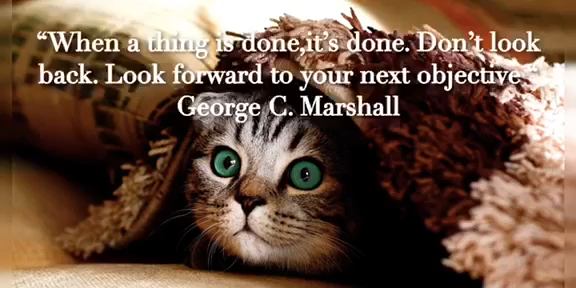 “When a thing is done,it’s done. Don’t look
back. Look forward to your next objective.“
George C. Marshall